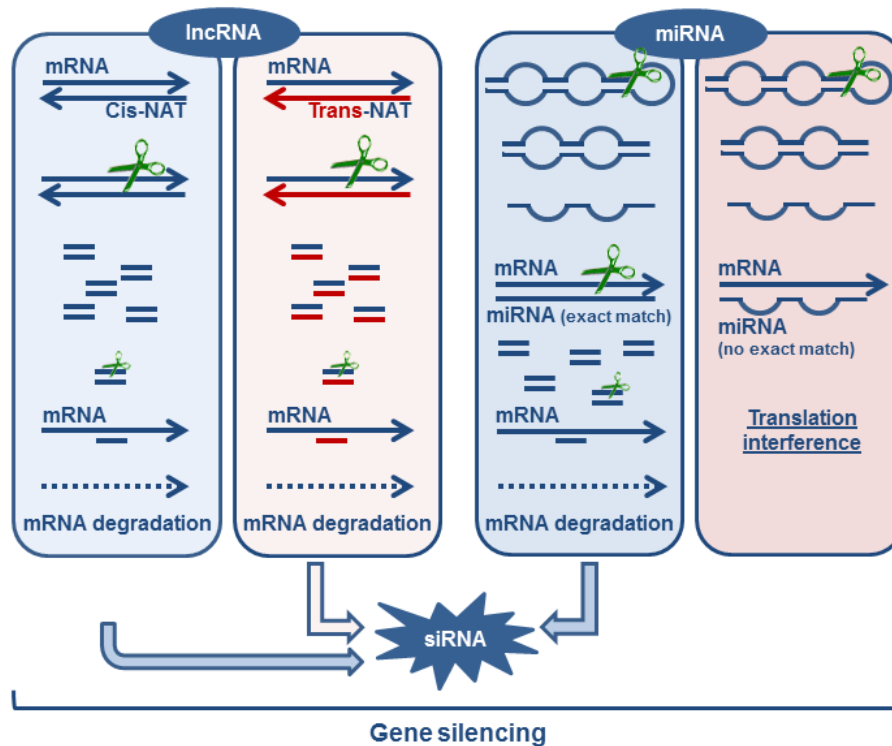 lncRNA
mRNA
Cis-NAT
mRNA
mRNA degradation
mRNA
Trans-NAT
mRNA
mRNA degradation
miRNA
mRNA
miRNA (exact match)
mRNA
mRNA degradation
mRNA
miRNA
(no exact match)
Translation
interference
siRNA
Gene silencing